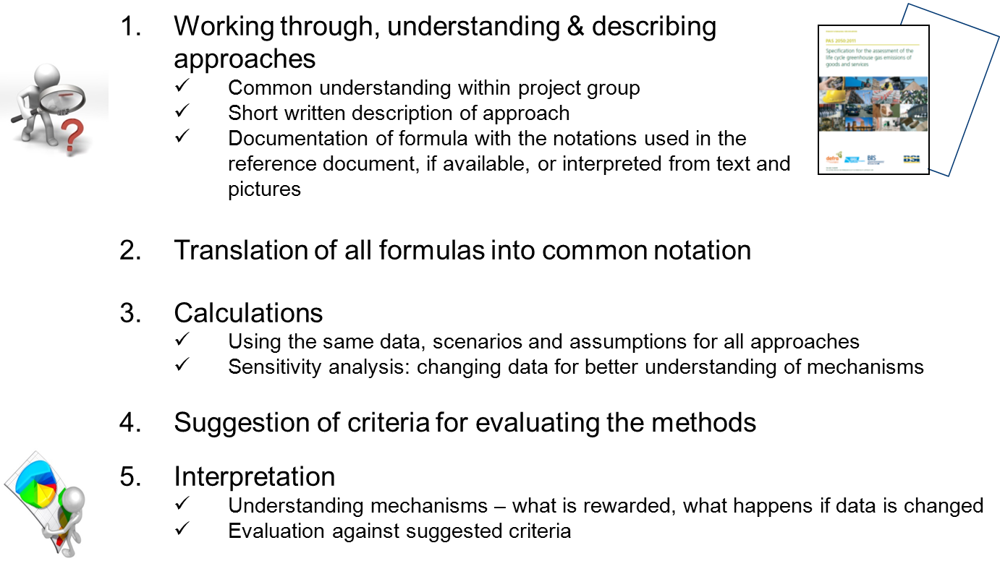 1. Working through, understanding & describing
approaches
✓ Common understanding within project group
✓ Short written description of approach
✓ Documentation of formula with the notations used in the
reference document, if available, or interpreted from text and
pictures
PAS 2050:2011
Specification for the assessment of the
life cycle greenhouse gas emissions of
goods and services
defra
BIS
BSI
2. Translation of all formulas into common notation
3. Calculations
✓ Using the same data, scenarios and assumptions for all approaches
✓ Sensitivity analysis: changing data for better understanding of mechanisms
4. Suggestion of criteria for evaluating the methods
5. Interpretation
✓ Understanding mechanisms – what is rewarded, what happens if data is changed
✓ Evaluation against suggested criteria